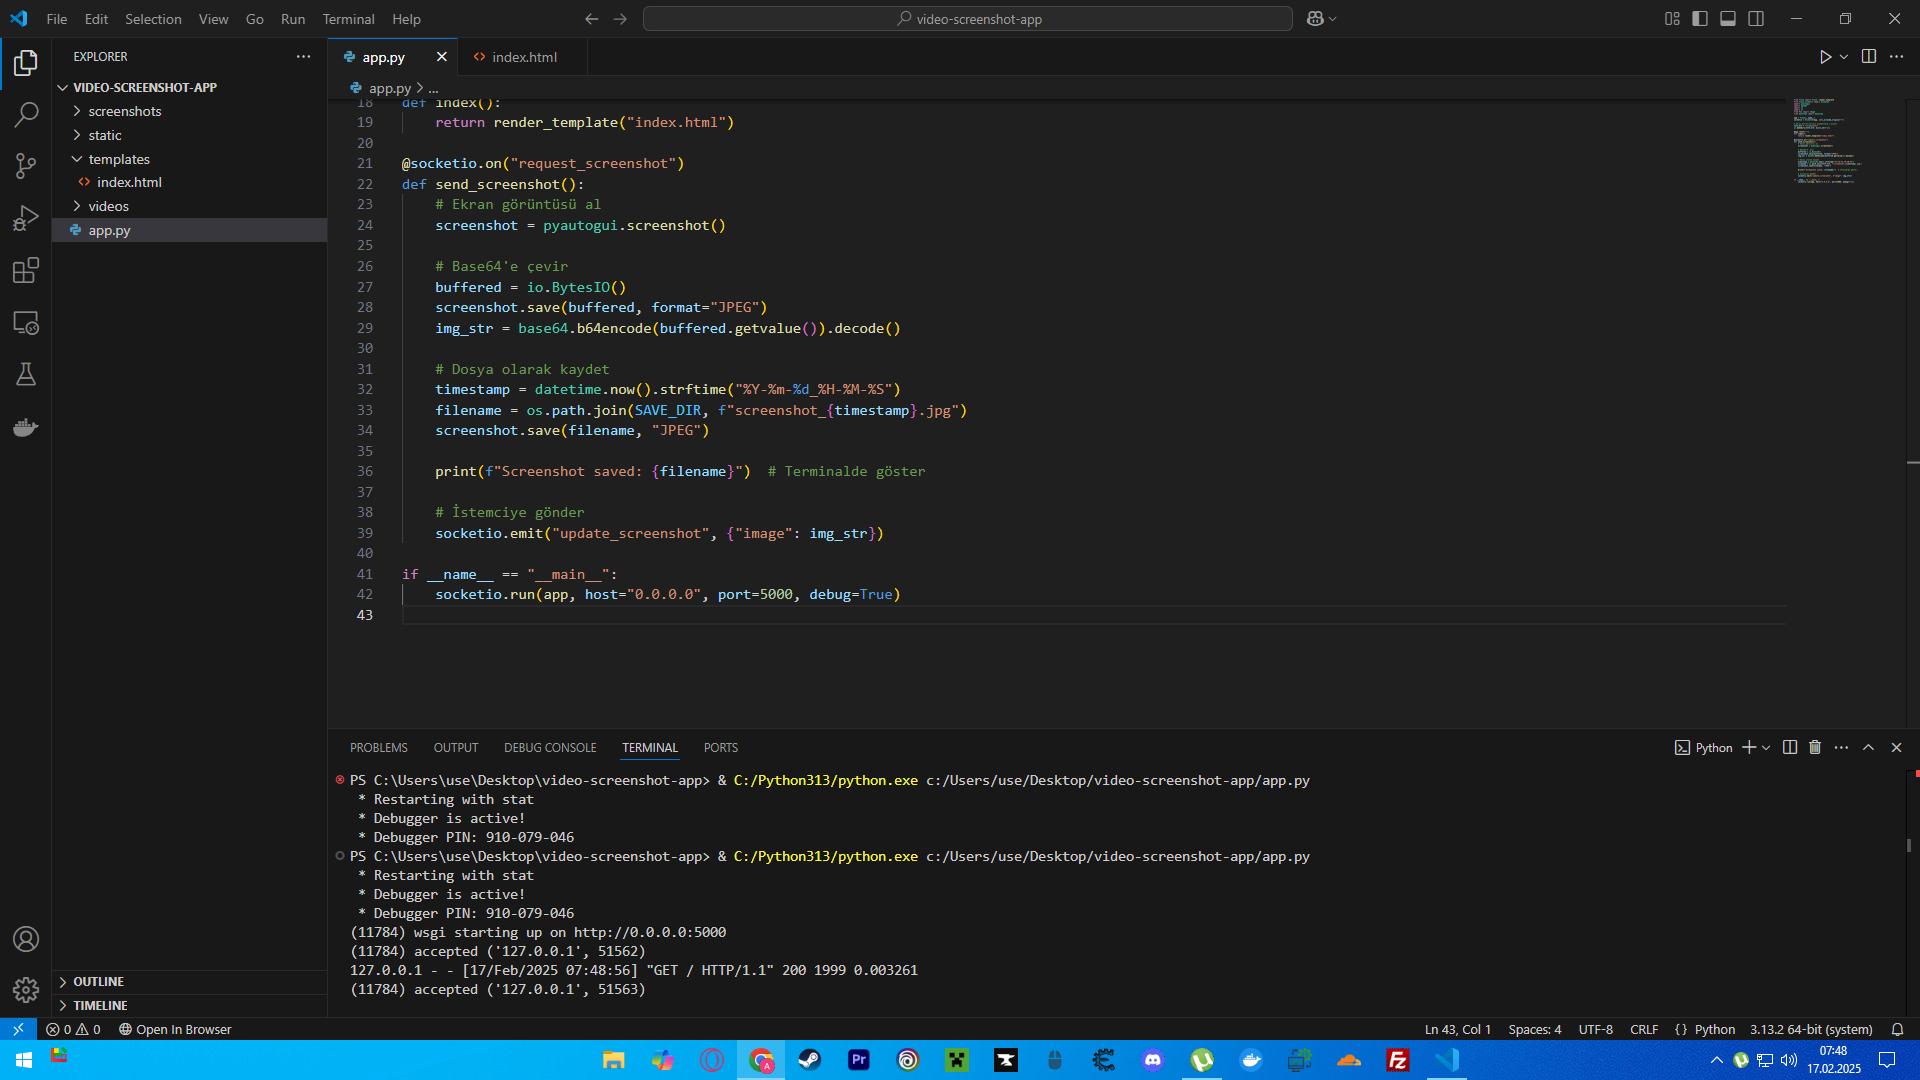 File Edit Selection View Go Run Terminal Help
video-screenshot-app
EXPLORER
VIDEO-SCREENSHOT-APP
screenshots
static
templates
index.html
videos
app.py
OUTLINE
TIMELINE
app.py
index.html
app.py > ...
18 def index():
19 return render_template("index.html")
20
21 @socketio.on("request_screenshot")
22 def send_screenshot():
23 # Ekran görüntüsü al
24 screenshot = pyautogui.screenshot()
25
26 # Base64'e çevir
27 buffered = io.BytesIO()
28 screenshot.save(buffered, format="JPEG")
29 img_str = base64.b64encode(buffered.getvalue()).decode()
30
31 # Dosya olarak kaydet
32 timestamp = datetime.now().strftime("%Y-%m-%d_%H-%M-%S")
33 filename = os.path.join(SAVE_DIR, f"screenshot_{timestamp}.jpg")
34 screenshot.save(filename, "JPEG")
35
36 print(f"Screenshot saved: {filename}") # Terminalde göster
37
38 # İstemciye gönder
39 socketio.emit("update_screenshot", {"image": img_str})
40
41 if __name__ == "__main__":
42 socketio.run(app, host="0.0.0.0", port=5000, debug=True)
43
PROBLEMS OUTPUT DEBUG CONSOLE TERMINAL PORTS
Python
PS C:\Users\use\Desktop\video-screenshot-app> & C:/Python313/python.exe c:/Users/use/Desktop/video-screenshot-app/app.py
* Restarting with stat
* Debugger is active!
* Debugger PIN: 910-079-046
PS C:\Users\use\Desktop\video-screenshot-app> & C:/Python313/python.exe c:/Users/use/Desktop/video-screenshot-app/app.py
* Restarting with stat
* Debugger is active!
* Debugger PIN: 910-079-046
(11784) wsgi starting up on http://0.0.0.0:5000
(11784) accepted ('127.0.0.1', 51562)
127.0.0.1 - - [17/Feb/2025 07:48:56] "GET / HTTP/1.1" 200 1999 0.003261
(11784) accepted ('127.0.0.1', 51563)
0 0 Open In Browser
Ln 43, Col 1 Spaces: 4 UTF-8 CRLF {} Python 3.13.2 64-bit (system)
A
Pr
Fz
07:48
17.02.2025